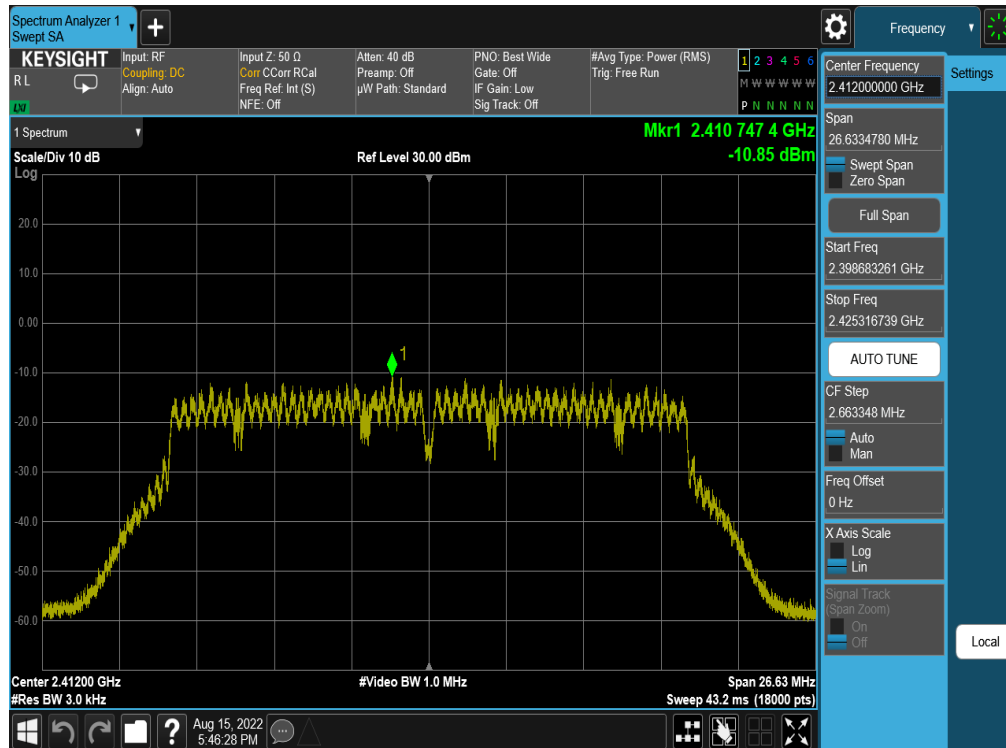 Spectrum Analyzer 1
Swept SA
+
Frequency
KEYSIGHT
R L
LXI
Input: RF
Coupling: DC
Align: Auto
Input Z: 50 Ω
Corr CCorr RCal
Freq Ref: Int (S)
NFE: Off
Atten: 40 dB
Preamp: Off
µW Path: Standard
PNO: Best Wide
Gate: Off
IF Gain: Low
Sig Track: Off
#Avg Type: Power (RMS)
Trig: Free Run
1 2 3 4 5 6
M W W W W W
P N N N N N
1 Spectrum
Scale/Div 10 dB
Log
Ref Level 30.00 dBm
Mkr1 2.410 747 4 GHz
-10.85 dBm
20.0
10.0
0.00
-10.0
-20.0
-30.0
-40.0
-50.0
-60.0
1
Center 2.41200 GHz
#Res BW 3.0 kHz
#Video BW 1.0 MHz
Span 26.63 MHz
Sweep 43.2 ms (18000 pts)
Center Frequency
2.412000000 GHz
Settings
Span
26.6334780 MHz
Swept Span
Zero Span
Full Span
Start Freq
2.398683261 GHz
Stop Freq
2.425316739 GHz
AUTO TUNE
CF Step
2.663348 MHz
Auto
Man
Freq Offset
0 Hz
X Axis Scale
Log
Lin
Signal Track
(Span Zoom)
On
Off
Local
?
Aug 15, 2022
5:46:28 PM